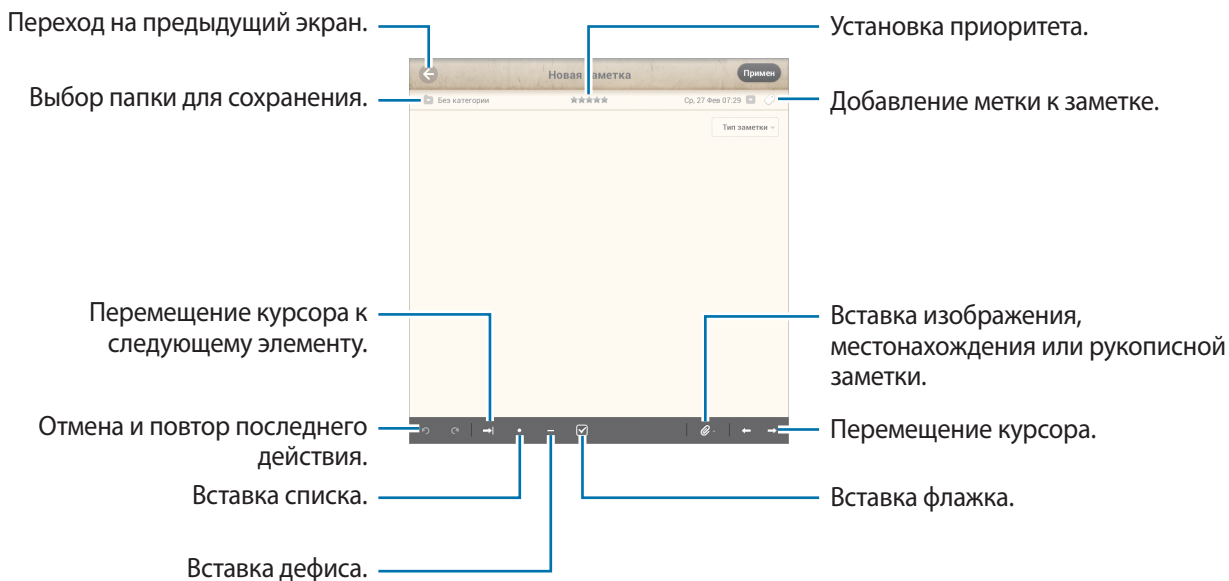 Переход на предыдущий экран.
Установка приоритета.
Новая заметка
Примен
Выбор папки для сохранения.
Без категории
Ср, 27 Фев 07:29
Добавление метки к заметке.
Тип заметки
Перемещение курсора к
следующему элементу.
Вставка изображения,
местонахождения или рукописной
заметки.
Отмена и повтор последнего
действия.
Перемещение курсора.
Вставка списка.
Вставка флажка.
Вставка дефиса.